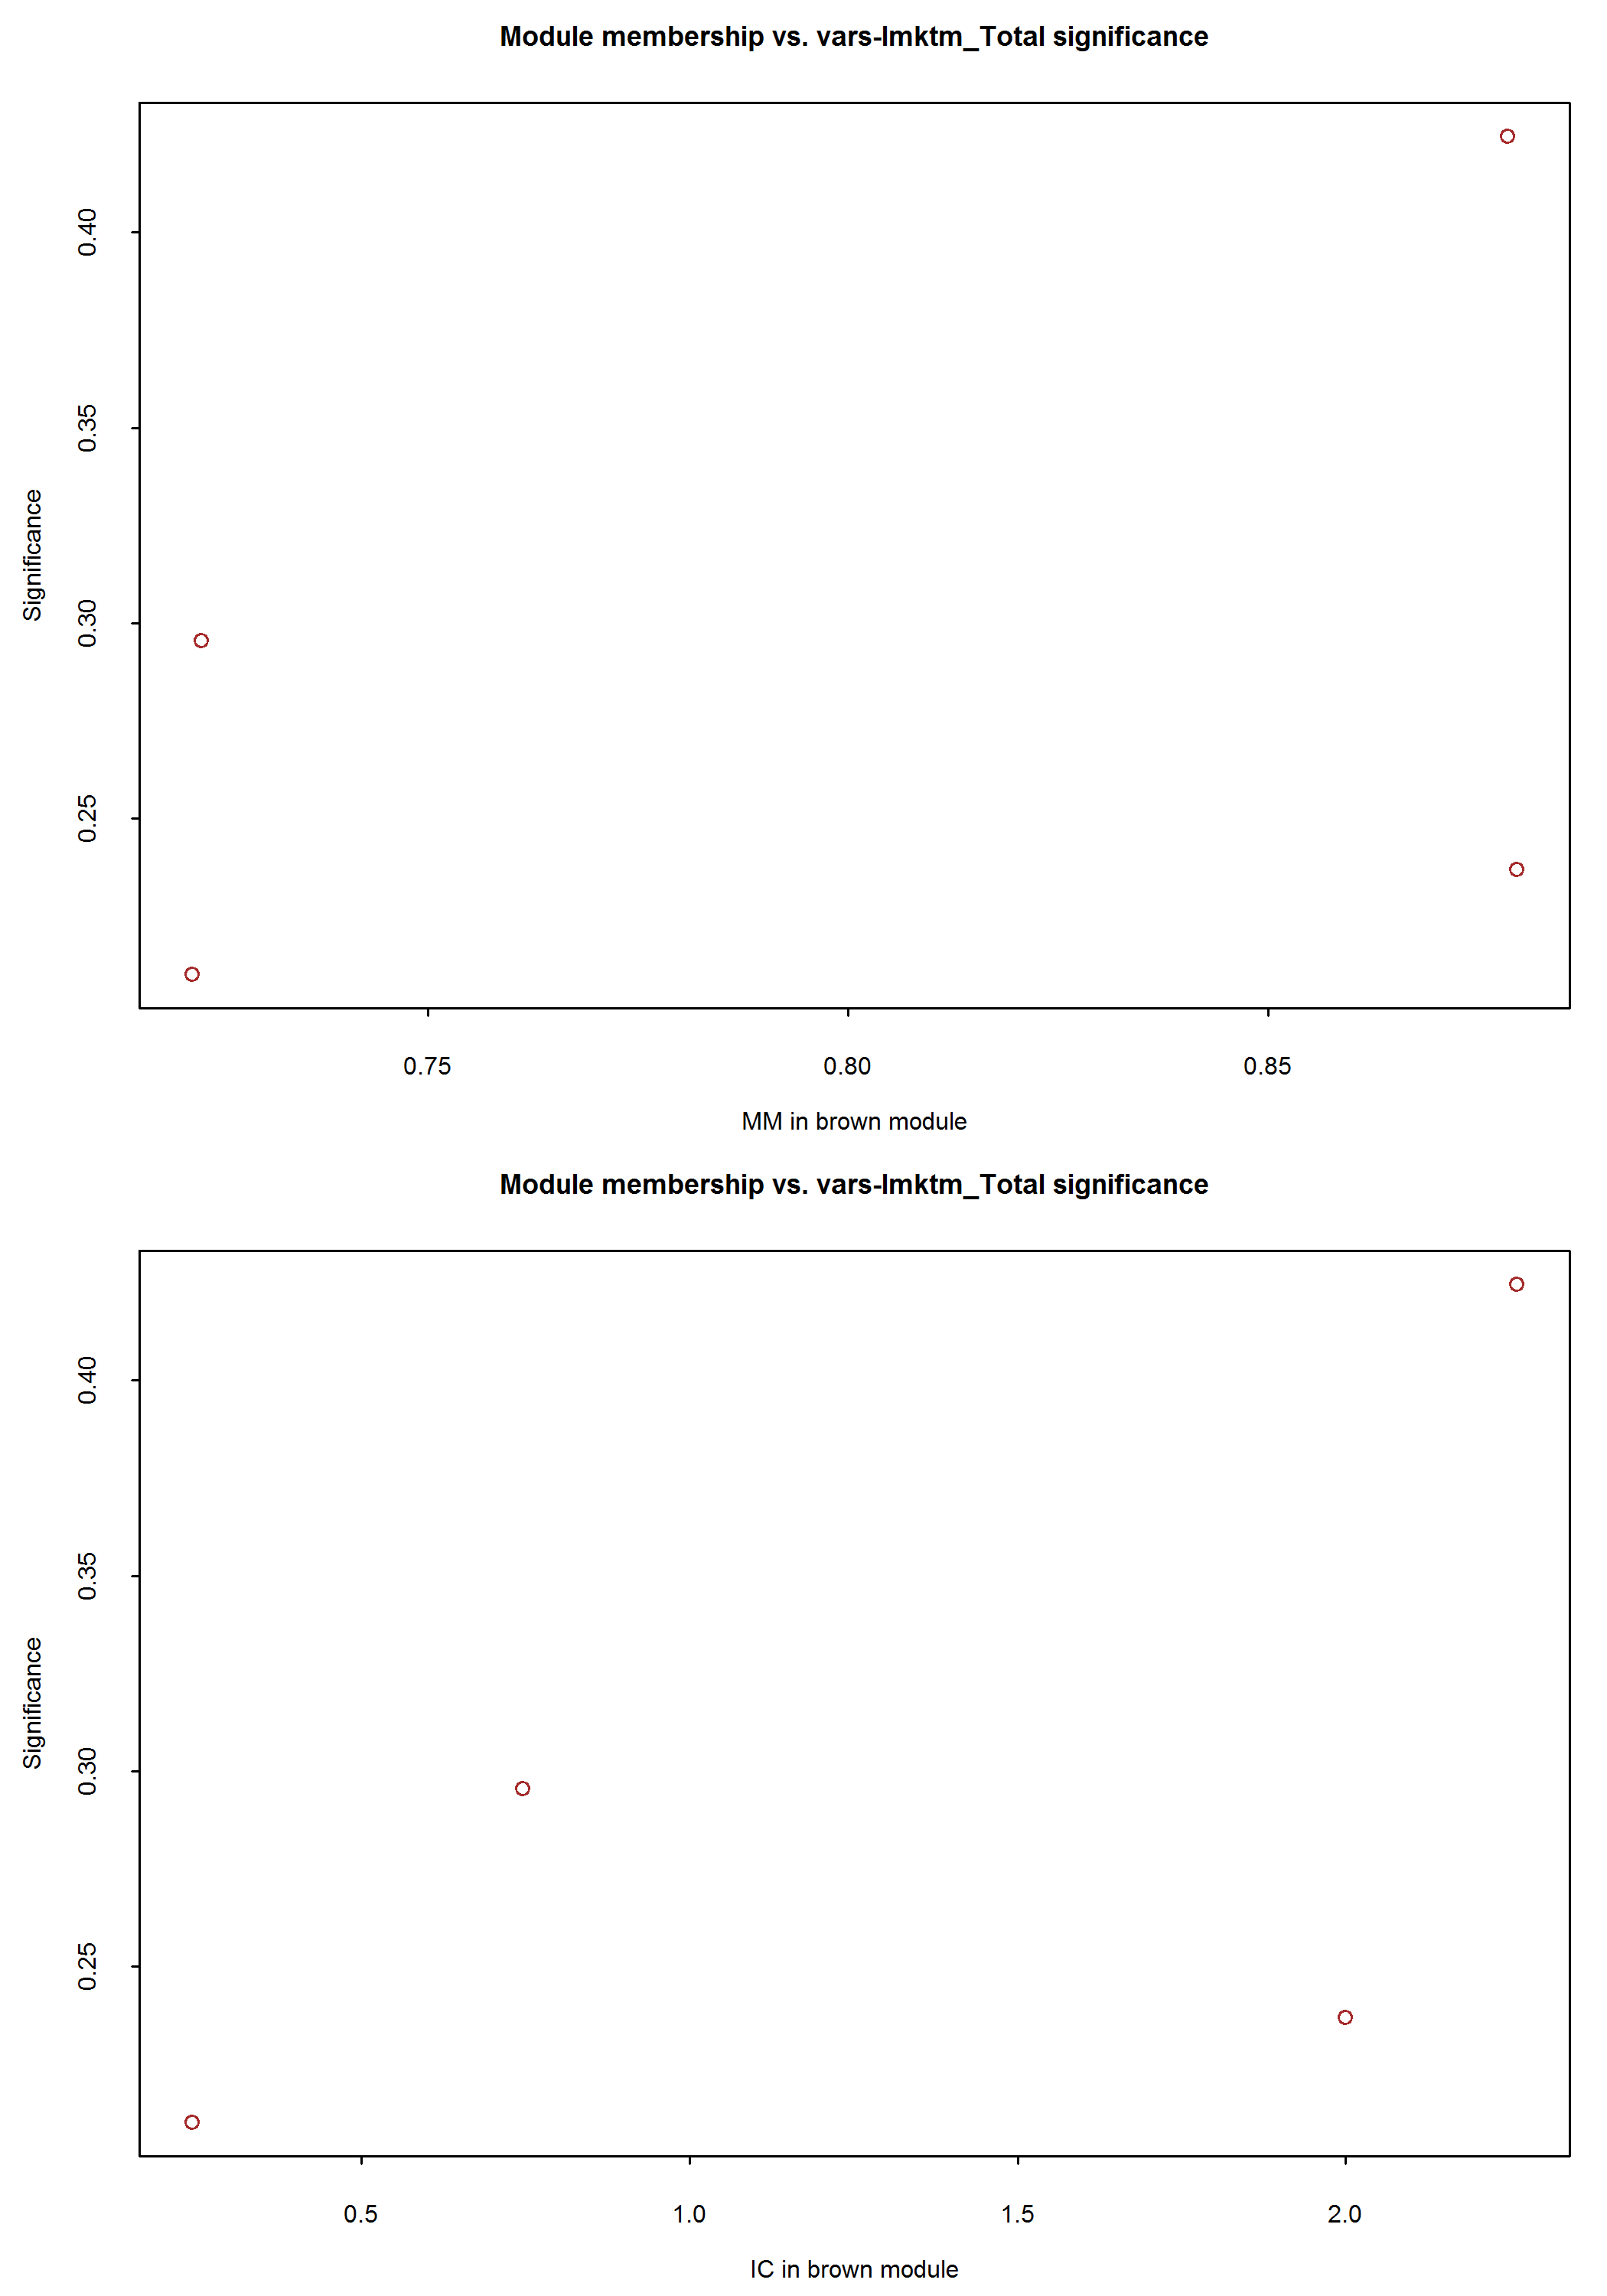 Module membership vs. vars-lmktm_Total significance
0.40
0.35
0.30
0.25
Significance
0.75 0.80 0.85
MM in brown module
Module membership vs. vars-lmktm_Total significance
0.40
0.35
0.30
0.25
Significance
0.5 1.0 1.5 2.0
IC in brown module